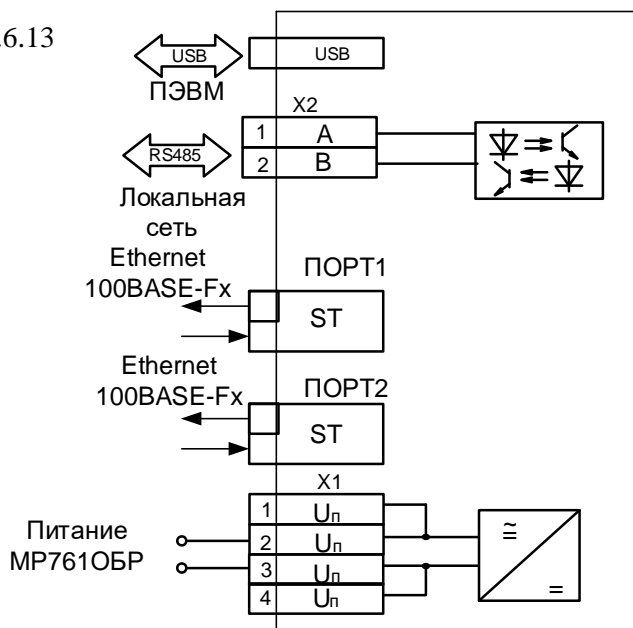 .6.13
USB
USB
ПЭВМ
X2
1 A
RS485
2 B
Локальная
сеть
Ethernet
100BASE-Fx
ПОРТ1
ST
Ethernet
100BASE-Fx
ПОРТ2
ST
X1
1 Uп
2 Uп
3 Uп
4 Uп
Питание
МР761ОБР